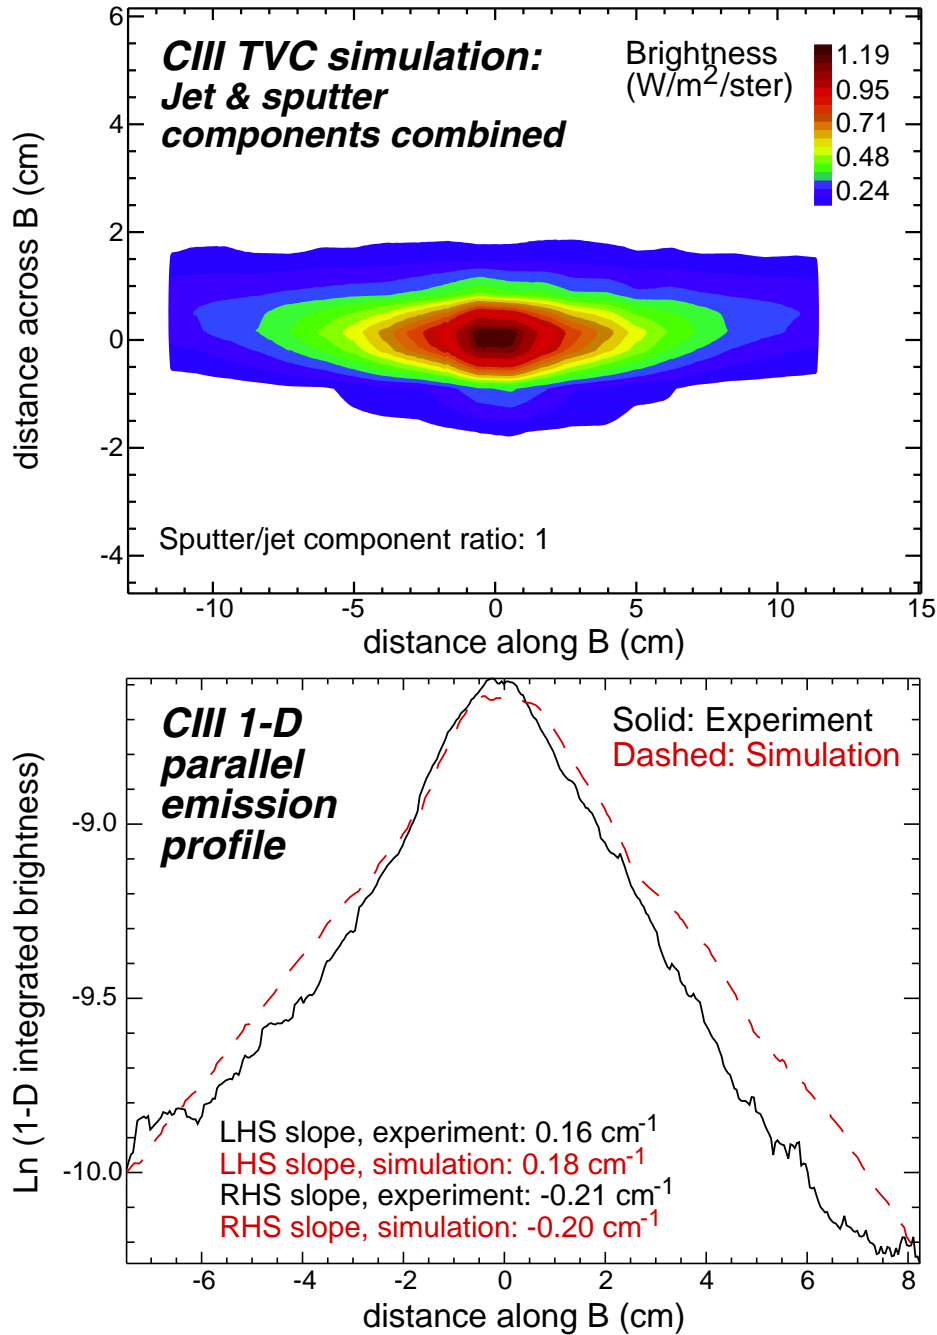 CIII TVC simulation:
Jet & sputter
components combined
Brightness
(W/m²/ster)
1.19
0.95
0.71
0.48
0.24
distance across B (cm)
6
4
2
0
-2
-4
Sputter/jet component ratio: 1
-10 -5 0 5 10 15
distance along B (cm)
CIII 1-D
parallel
emission
profile
Solid: Experiment
Dashed: Simulation
Ln (1-D integrated brightness)
-9.0
-9.5
-10.0
LHS slope, experiment: 0.16 cm⁻¹
LHS slope, simulation: 0.18 cm⁻¹
RHS slope, experiment: -0.21 cm⁻¹
RHS slope, simulation: -0.20 cm⁻¹
-6 -4 -2 0 2 4 6 8
distance along B (cm)